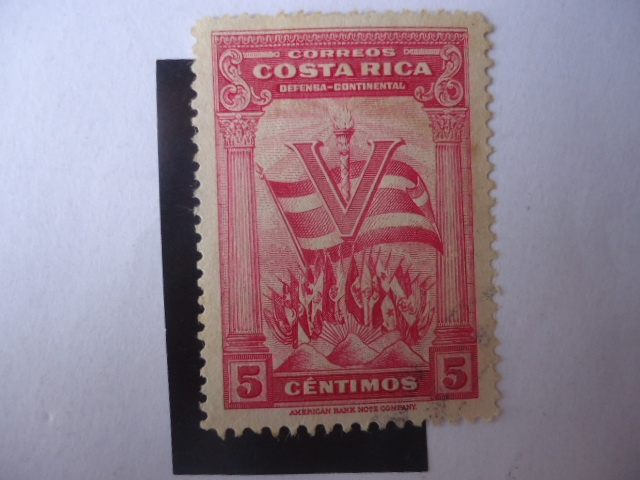 CORREOS
COSTA RICA
DEFENSA-CONTINENTAL
V
5 CÉNTIMOS 5
AMERICAN BANK NOTE COMPANY.